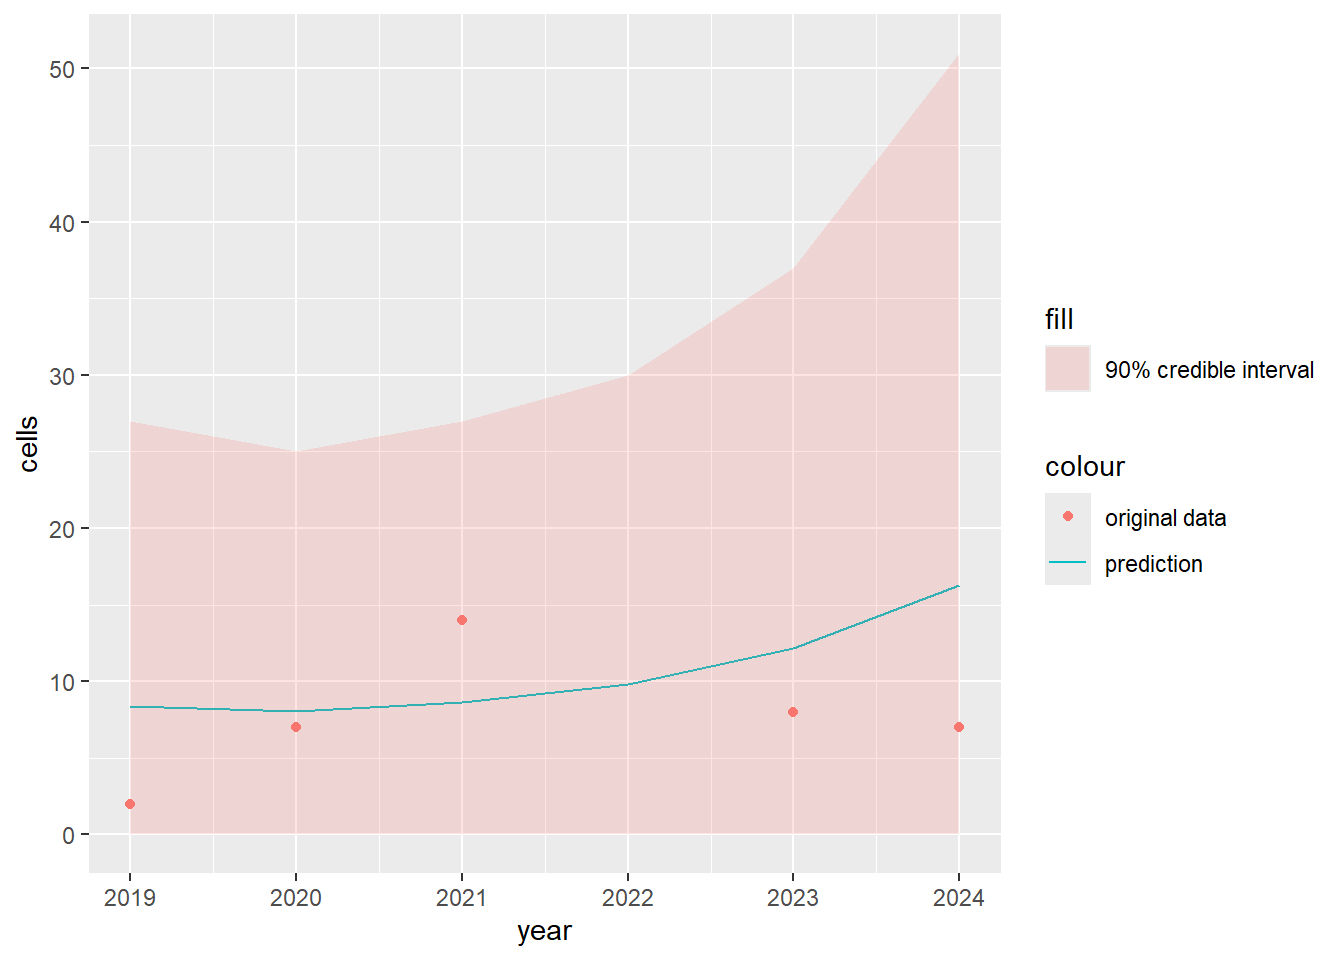 50
40
30
20
10
0
cells
2019 2020 2021 2022 2023 2024
year
fill
90% credible interval
colour
original data
prediction